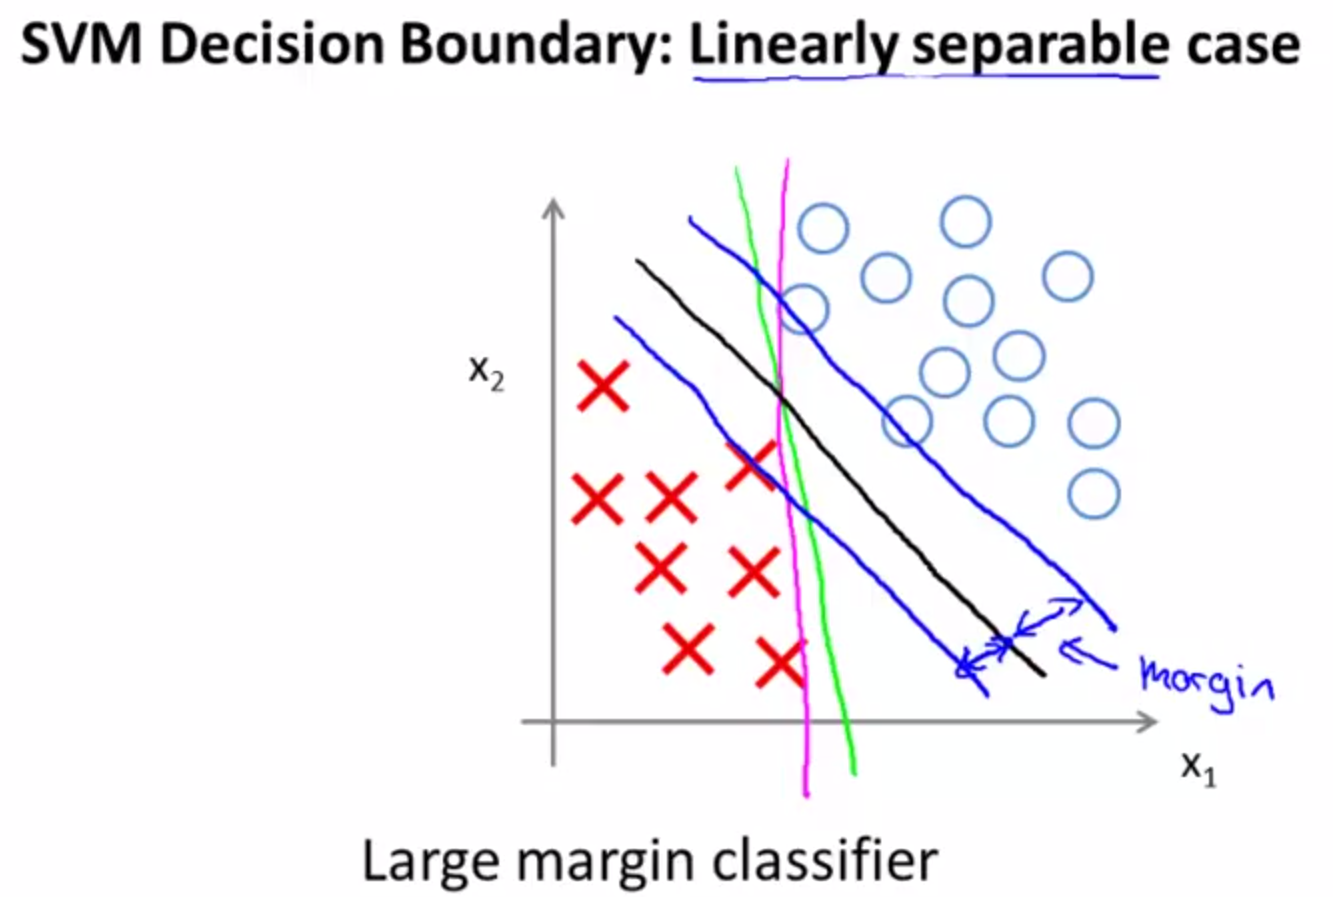 SVM Decision Boundary: Linearly separable case
x2
margin
x1
Large margin classifier